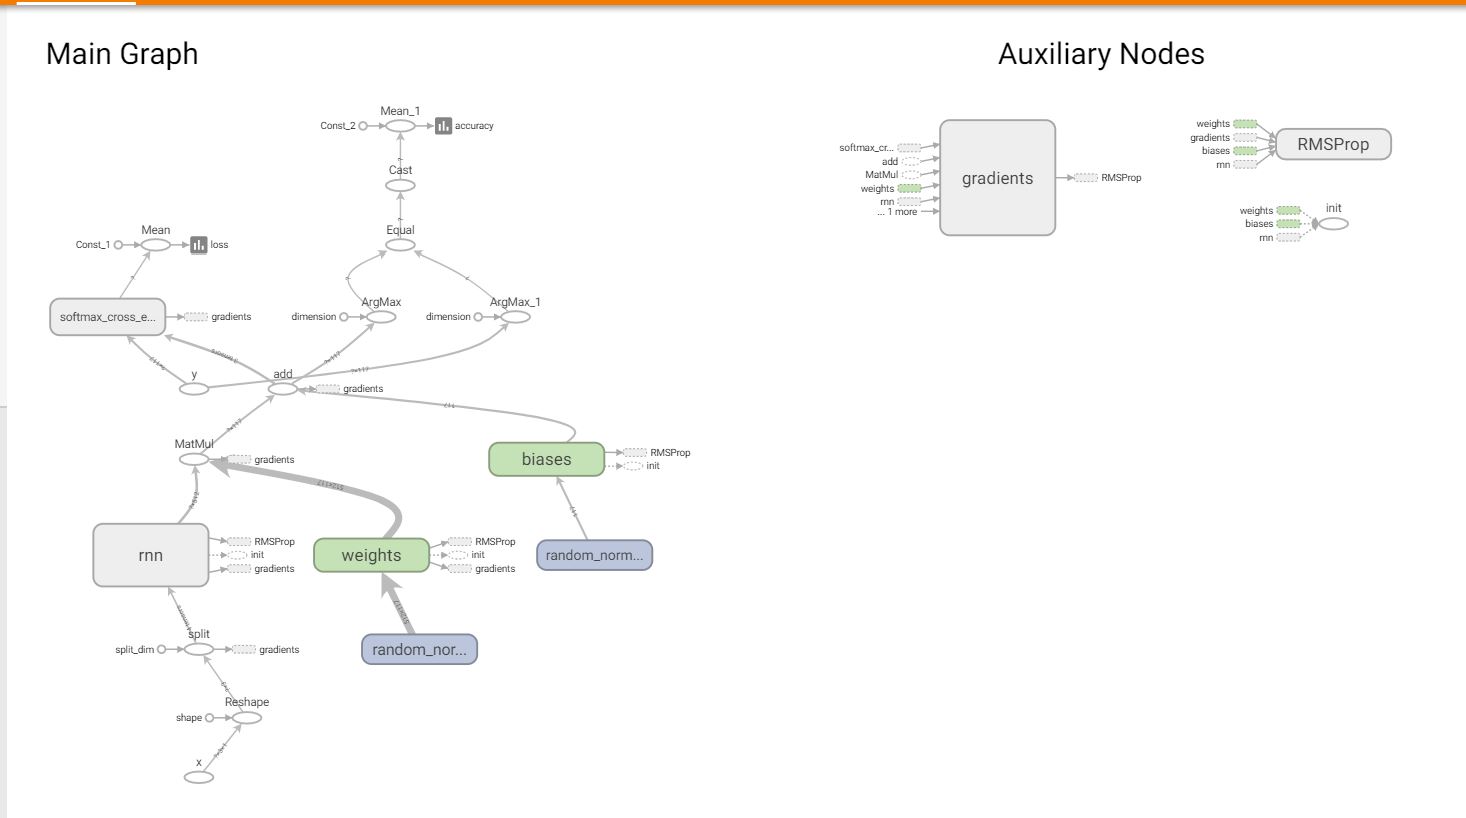 Main Graph
Auxiliary Nodes
Mean_1
Const_2
accuracy
Cast
Equal
Mean
Const_1
loss
softmax_cross_e...
gradients
dimension
ArgMax
dimension
ArgMax_1
y
add
gradients
MatMul
gradients
biases
RMSProp
init
rnn
RMSProp
init
gradients
weights
RMSProp
init
gradients
random_norm...
split
split_dim
gradients
random_nor...
Reshape
shape
x
softmax_cr...
add
MatMul
weights
rnn
... 1 more
gradients
RMSProp
weights
gradients
biases
rnn
RMSProp
weights
biases
rnn
init